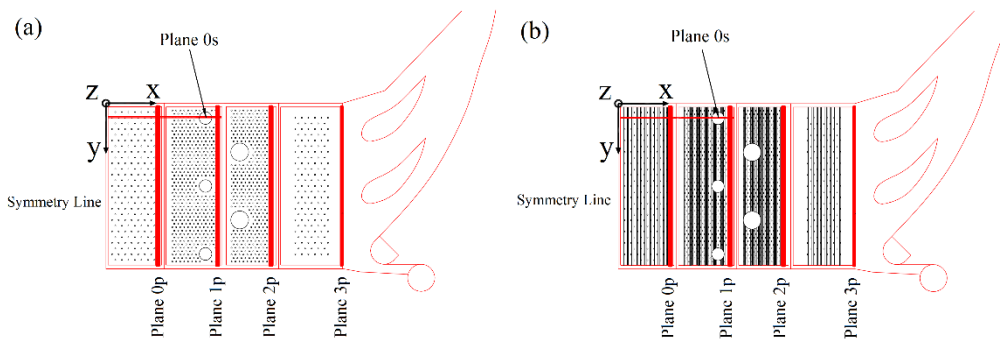 (a)
Plane 0s
z
x
y
Symmetry Line
Plane 0p
Plane 1p
Plane 2p
Plane 3p
(b)
Plane 0s
z
x
y
Symmetry Line
Plane 0p
Plane 1p
Plane 2p
Plane 3p